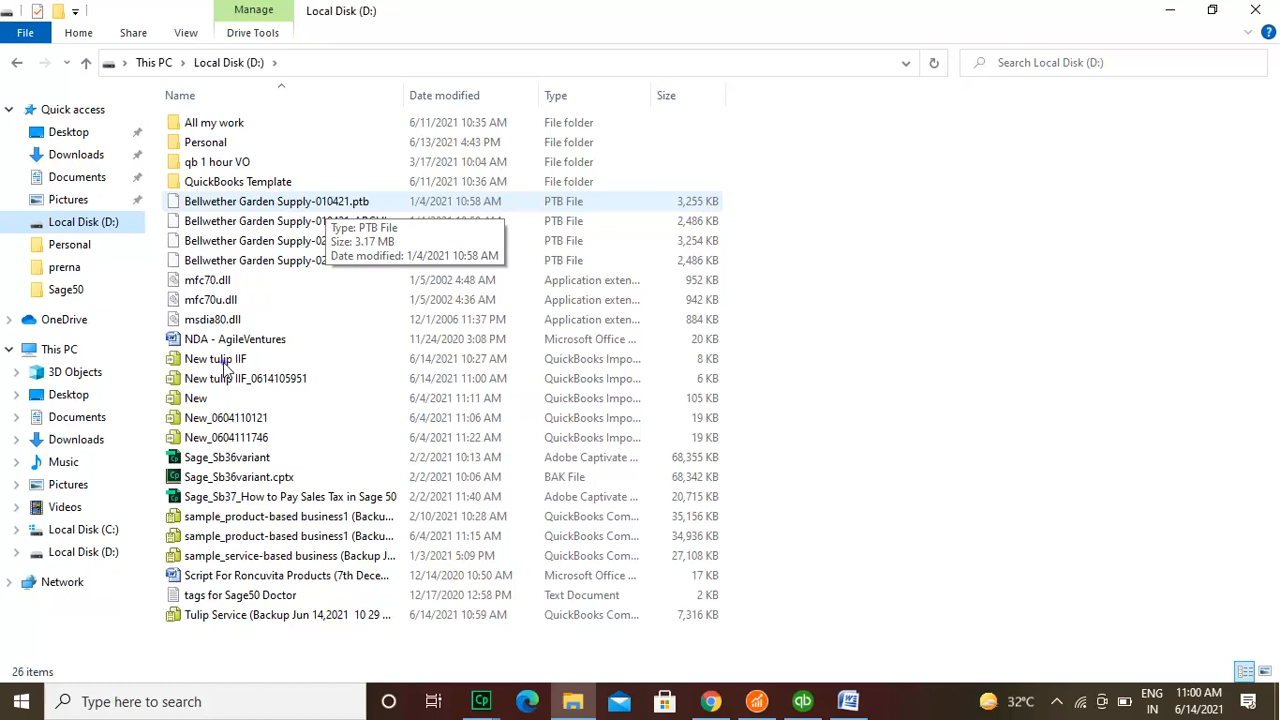 Manage
Local Disk (D:)
File
Home
Share
View
Drive Tools
This PC
Local Disk (D:)
Search Local Disk (D:)
Name
Date modified
Type
Size
Quick access
Desktop
Downloads
Documents
Pictures
Local Disk (D:)
Personal
prerna
Sage50
OneDrive
This PC
3D Objects
Desktop
Documents
Downloads
Music
Pictures
Videos
Local Disk (C:)
Local Disk (D:)
Network
All my work 6/11/2021 10:35 AM File folder
Personal 6/13/2021 4:43 PM File folder
qb 1 hour VO 3/17/2021 10:04 AM File folder
QuickBooks Template 6/11/2021 10:36 AM File folder
Bellwether Garden Supply-010421.ptb 1/4/2021 10:58 AM PTB File 3,255 KB
Bellwether Garden Supply- PTB File 2,486 KB
Bellwether Garden Supply-02 PTB File 3,254 KB
Bellwether Garden Supply-02 PTB File 2,486 KB
Type: PTB File
Size: 3.17 MB
Date modified: 1/4/2021 10:58 AM
mfc70.dll 1/5/2002 4:48 AM Application exten... 952 KB
mfc70u.dll 1/5/2002 4:36 AM Application exten... 942 KB
msdia80.dll 12/1/2006 11:37 PM Application exten... 884 KB
NDA - AgileVentures 11/24/2020 3:08 PM Microsoft Office ... 20 KB
New tulip IIF 6/14/2021 10:27 AM QuickBooks Impo... 8 KB
New tulip IIF_0614105951 6/14/2021 11:00 AM QuickBooks Impo... 6 KB
New 6/4/2021 11:11 AM QuickBooks Impo... 105 KB
New_0604110121 6/4/2021 11:06 AM QuickBooks Impo... 19 KB
New_0604111746 6/4/2021 11:22 AM QuickBooks Impo... 19 KB
Sage_Sb36variant 2/2/2021 10:13 AM Adobe Captivate ... 68,355 KB
Sage_Sb36variant.cptx 2/2/2021 10:06 AM BAK File 68,342 KB
Sage_Sb37_How to Pay Sales Tax in Sage 50 2/2/2021 11:40 AM Adobe Captivate ... 20,715 KB
sample_product-based business1 (Backu... 2/10/2021 10:28 AM QuickBooks Com... 35,156 KB
sample_product-based business1 (Backu... 6/4/2021 11:15 AM QuickBooks Com... 34,936 KB
sample_service-based business (Backup J... 1/3/2021 5:09 PM QuickBooks Com... 27,108 KB
Script For Roncuvita Products (7th Dece... 12/14/2020 10:50 AM Microsoft Office ... 17 KB
tags for Sage50 Doctor 12/17/2020 12:58 PM Text Document 2 KB
Tulip Service (Backup Jun 14,2021 10 29 ... 6/14/2021 10:59 AM QuickBooks Com... 7,316 KB
26 items
Type here to search
Cp
qb
32°C
ENG
IN
11:00 AM
6/14/2021